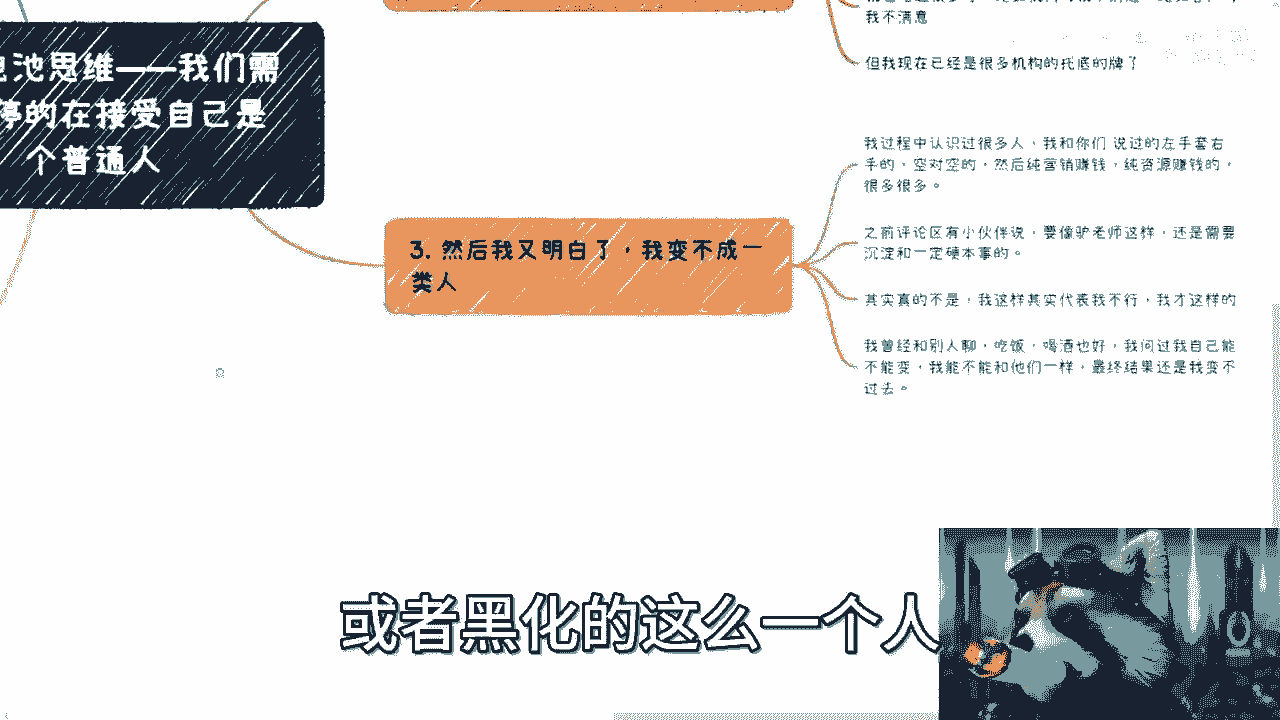 我不满意
但我现在已经是很多机构的托底的牌了
池思维——我们需
停的在接受自己是
个普通人
我过程中认识过很多人，我和你们 说过的左手套右
手的，空对空的，然后纯营销赚钱，纯资源赚钱的，
很多很多。
3. 然后我又明白了，我变不成一
类人
之前评论区有小伙伴说，要像驴老师这样，还是需要
沉淀和一定硬本事的。
其实真的不是，我这样其实代表我不行，我才这样的
我曾经和别人聊，吃饭，喝酒也好，我问过我自己能
不能变，我能不能和他们一样，最终结果还是我变不
过去。
或者黑化的这么一个人